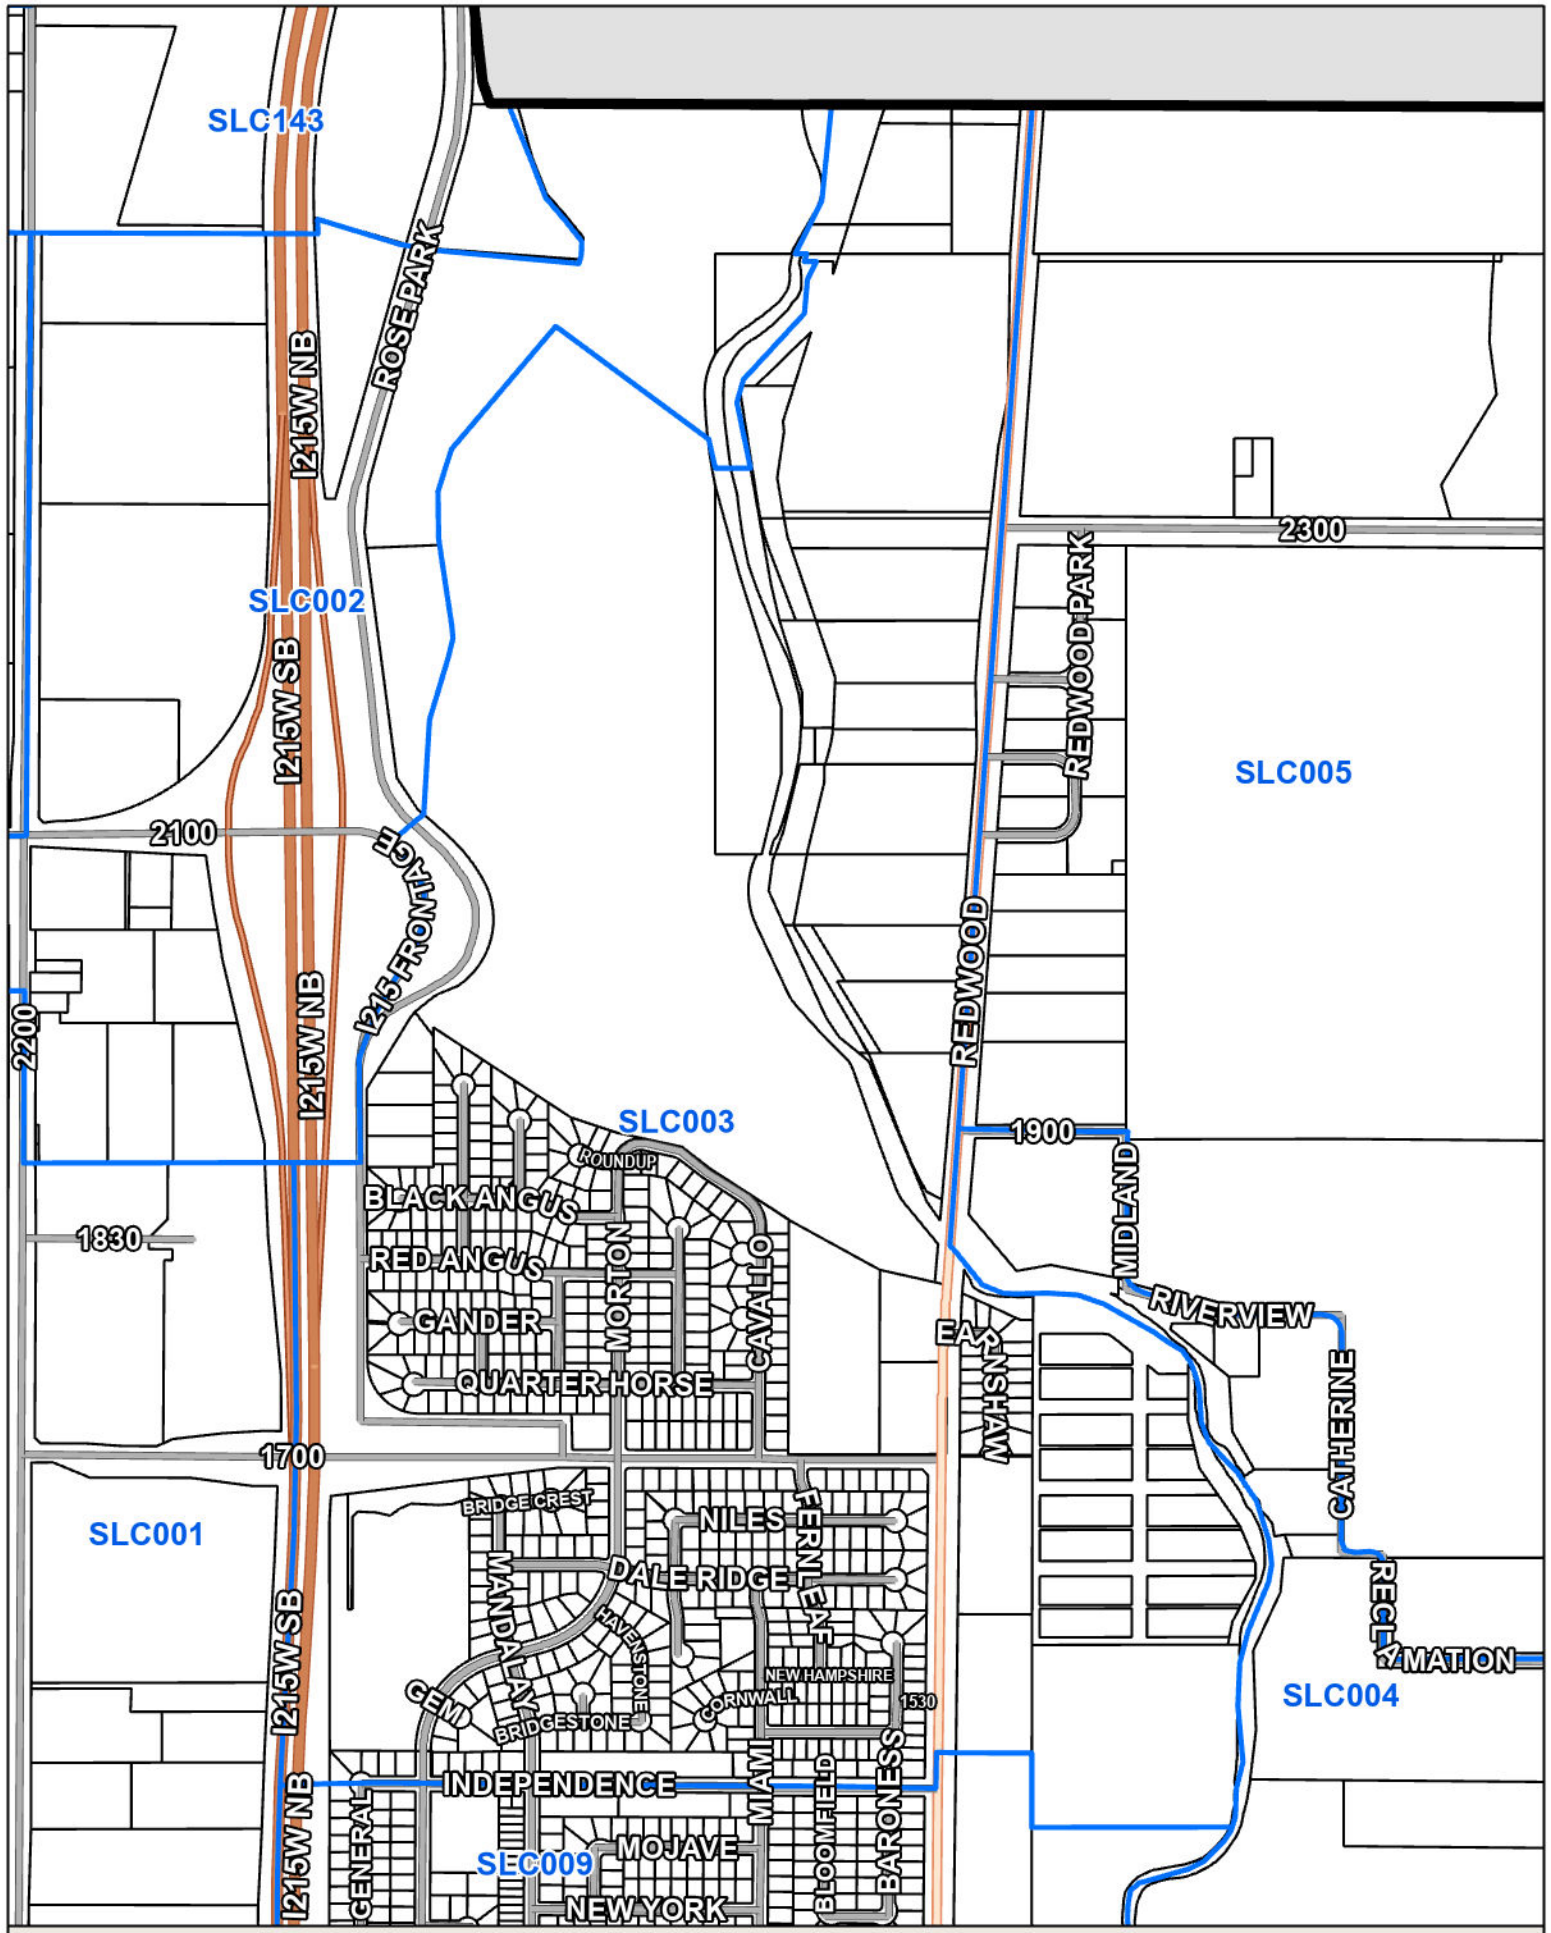 SLC143
ROSE PARK
I215W NB
2300
REDWOOD PARK
SLC002
I215W SB
SLC005
2100
I215 FRONTAGE
REDWOOD
I215W NB
2200
SLC003
1900
MIDLAND
ROUNDUP
BLACK ANGUS
1830
MORTON
CAVALLO
RED ANGUS
RIVERVIEW
GANDER
EARNSHAW
QUARTER HORSE
CATHERINE
1700
BRIDGE CREST
SLC001
NILES
FERNLEAF
MANDALAY
DALE RIDGE
RECLAMATION
I215W SB
HAVENSTONE
NEW HAMPSHIRE
GEM
CORNWALL
1530
SLC004
BRIDGESTONE
MIAMI
BLOOMFIELD
BARONESS
INDEPENDENCE
I215W NB
GENERAL
MOJAVE
SLC009
NEW YORK